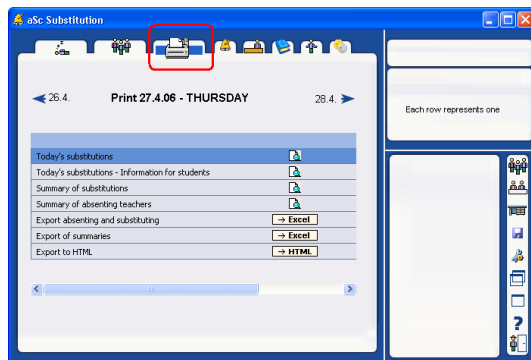 aSc Substitution
26.4. Print 27.4.06 - THURSDAY 28.4.
Each row represents one
Today's substitutions
Today's substitutions - Information for students
Summary of substitutions
Summary of absenting teachers
Export absenting and substituting → Excel
Export of summaries → Excel
Export to HTML → HTML
?